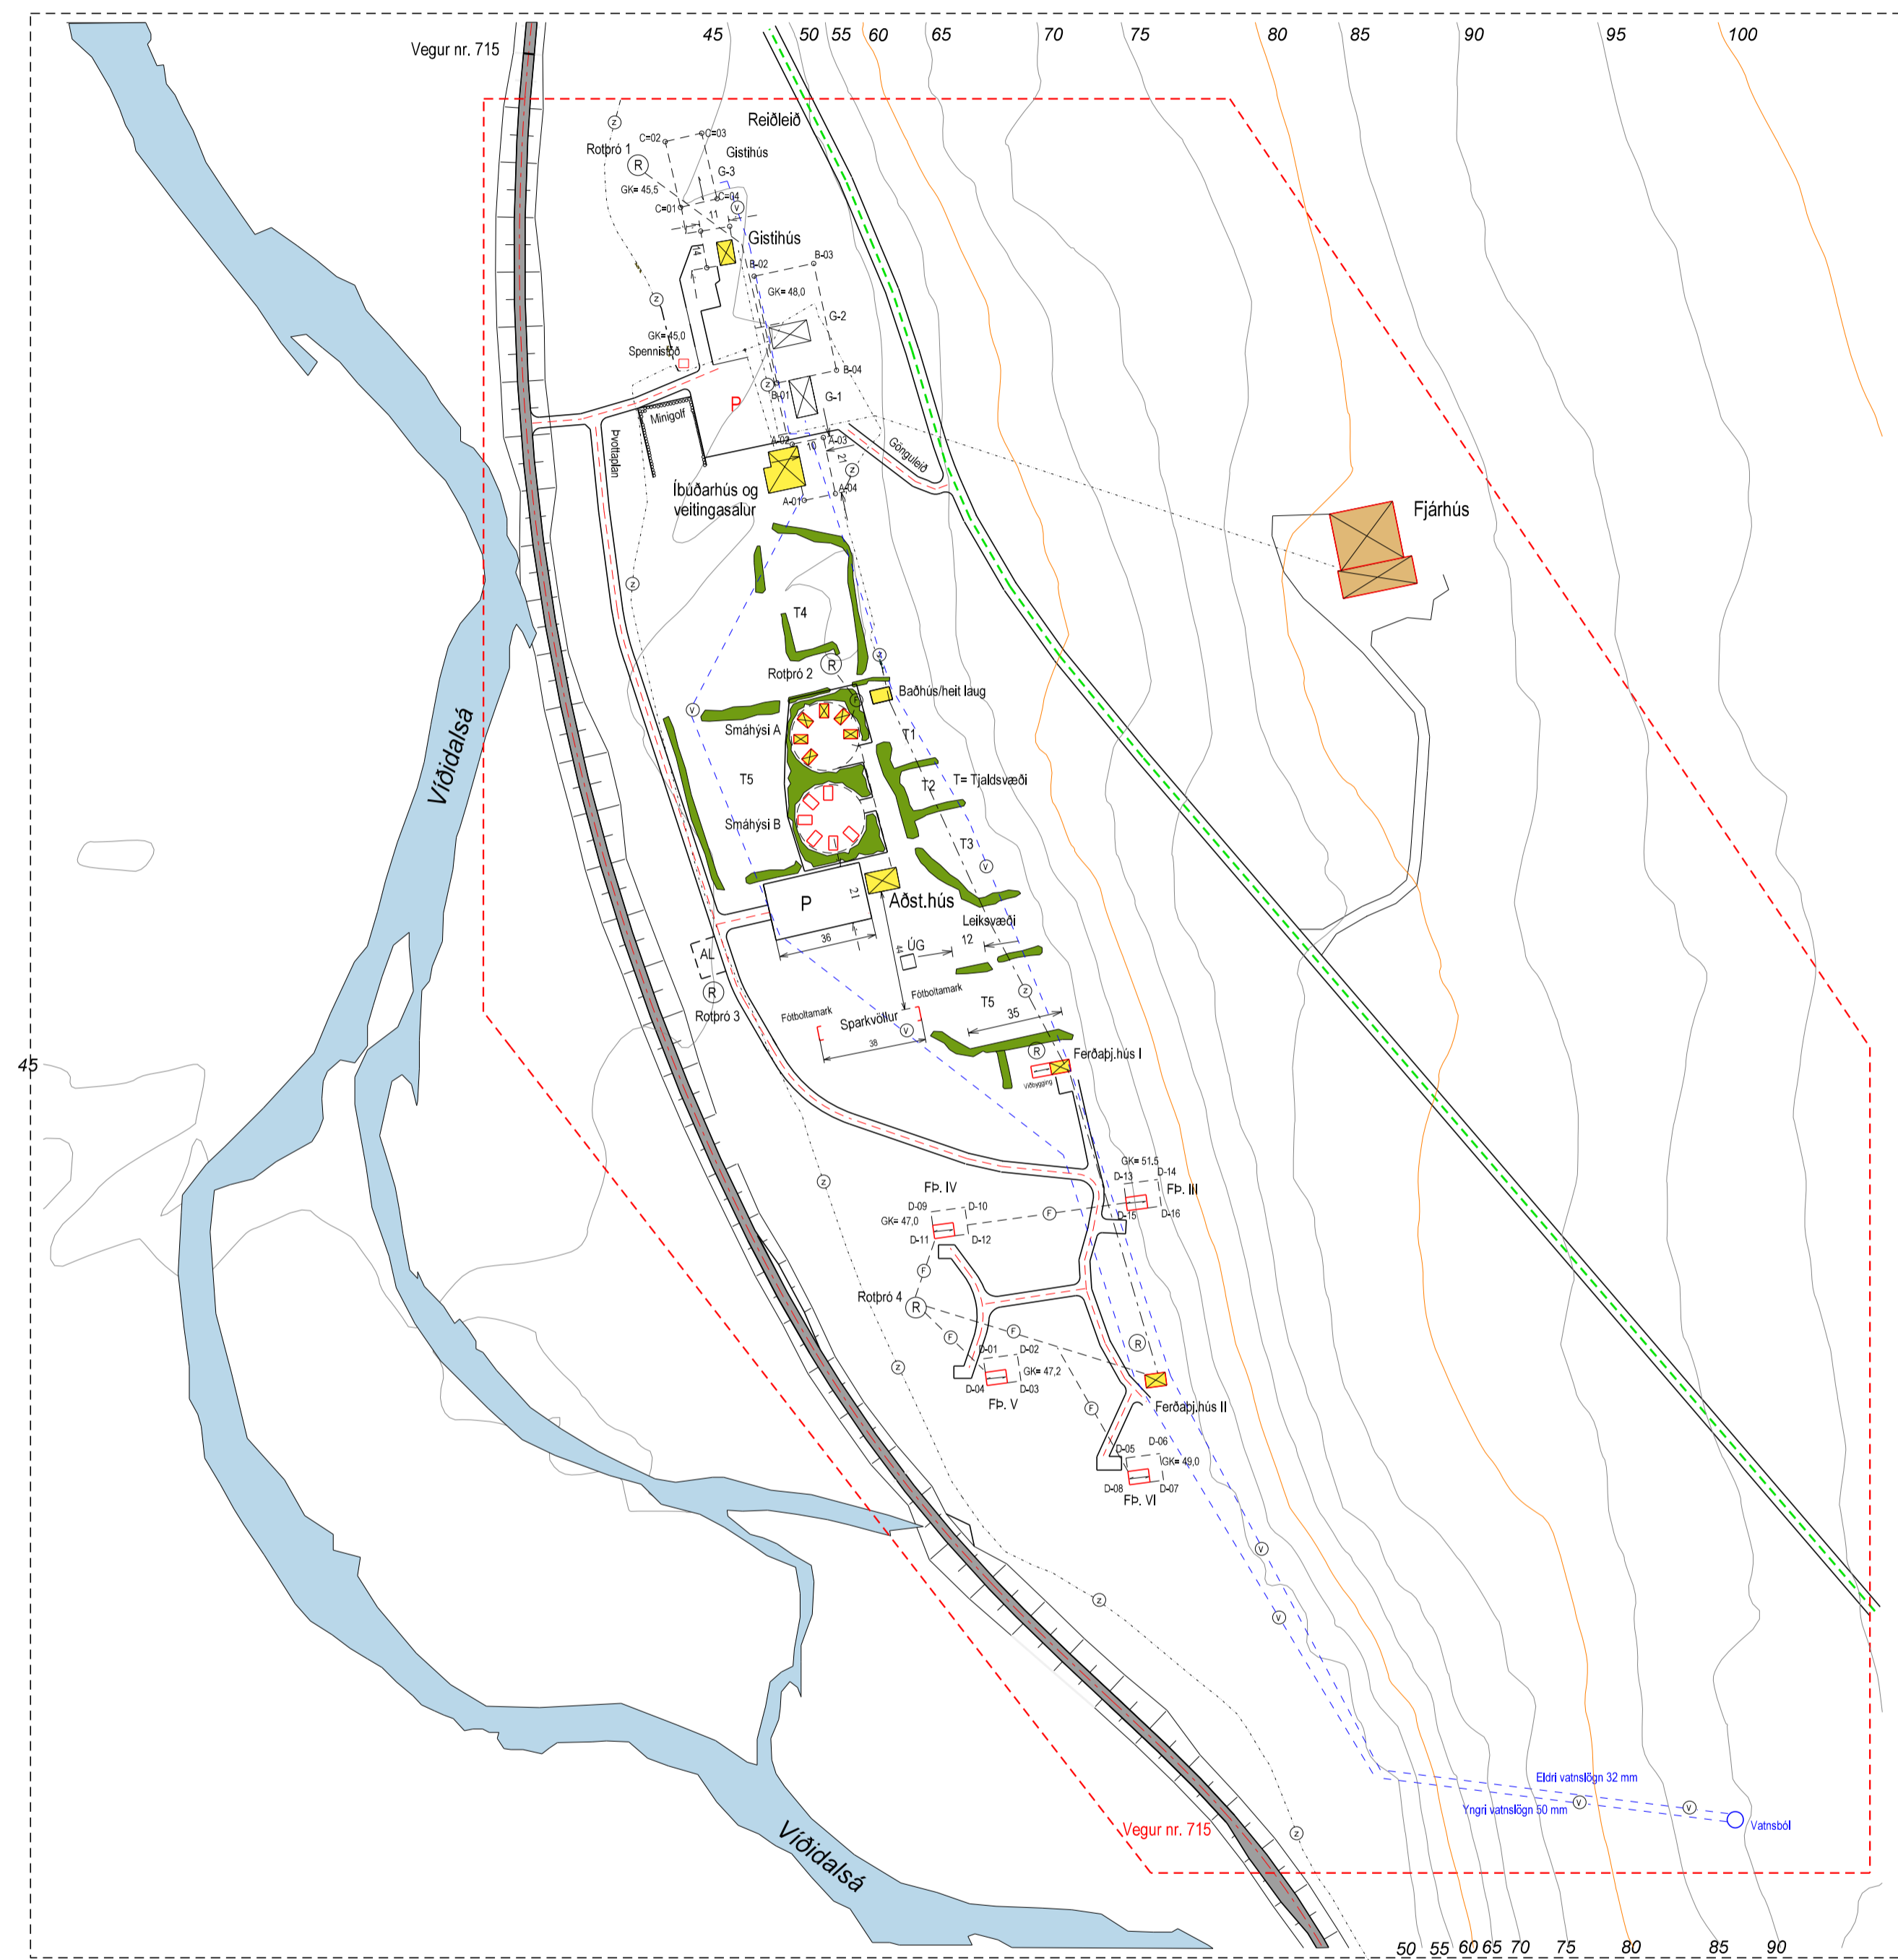 45 50 55 60 65 70 75 80 85 90 95 100
Vegur nr. 715
Reiðleið
C=02
C=03
Rotþró 1
R
Gistihús
G-3
GK= 45,5
C=01
C=04
11
V
Z
14
Gistihús
B-02
B-03
GK= 48,0
Z
G-2
GK= 45,0
Spennistöð
B-04
Z
B-01
G-1
P
Minigolf
Þvottaplan
A-02
10
A-03
21
Gönguleið
Z
A-01
A-04
Íbúðarhús og
veitingasalur
Fjárhús
Z
T4
Rotþró 2
R
Z
Baðhús/heit laug
F
V
Smáhýsi A
T1
T5
T2
T= Tjaldsvæði
Smáhýsi B
T3
V
Víðidalsá
P
21
36
Aðst.hús
Leiksvæði
12
ÚG
44
AL
R
Rotþró 3
Z
Fótboltamark
Fótboltamark
Sparkvöllur
V
38
T5
35
R
Ferðaþj.hús I
Viðbygging
45
Z
GK= 51,5
D-13
D-14
FÞ. III
D-15
D-16
FÞ. IV
D-09
D-10
GK= 47,0
D-11
D-12
F
F
Rotþró 4
R
F
F
R
Z
D-01
D-02
GK= 47,2
D-04
D-03
FÞ. V
F
Ferðaþj.hús II
D-05
D-06
GK= 49,0
D-08
D-07
FÞ. VI
V
Z
V
Eldri vatnslögn 32 mm
Yngri vatnslögn 50 mm
V
V
Vatnsból
Vegur nr. 715
Z
Víðidalsá
50 55 60 65 70 75 80 85 90